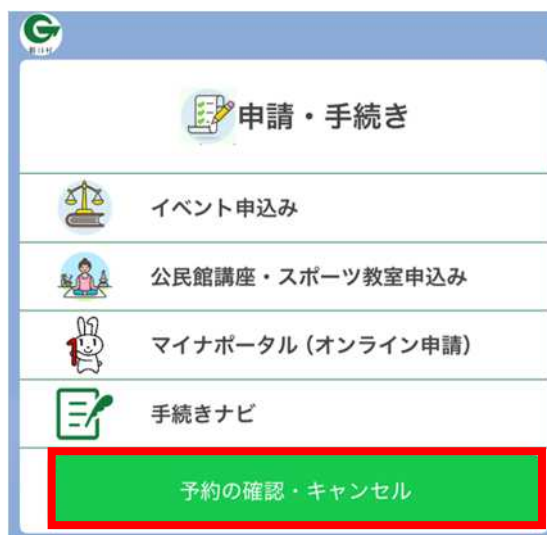 申請・手続き
イベント申込み
公民館講座・スポーツ教室申込み
マイナポータル（オンライン申請）
手続きナビ
予約の確認・キャンセル